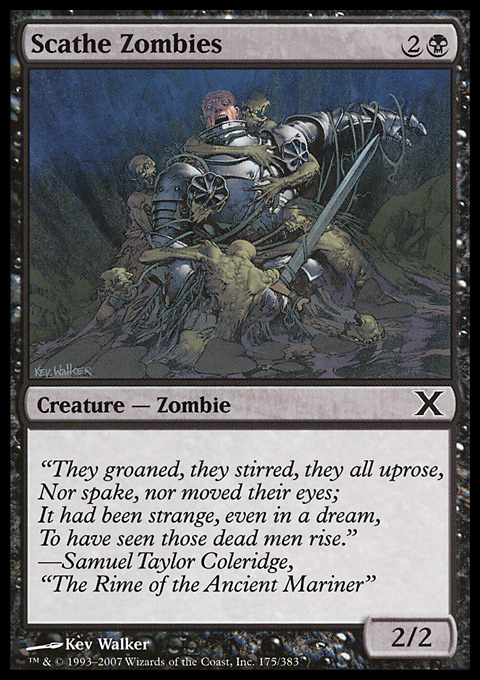 Scathe Zombies 2
KEV. WALKER
Creature — Zombie X
“They groaned, they stirred, they all uprose,
Nor spake, nor moved their eyes;
It had been strange, even in a dream,
To have seen those dead men rise.”
—Samuel Taylor Coleridge,
“The Rime of the Ancient Mariner”
Kev Walker
2/2
™ & © 1993–2007 Wizards of the Coast, Inc. 175/383